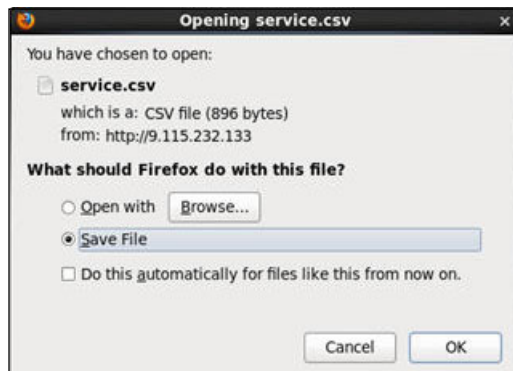 Opening service.csv
You have chosen to open:
service.csv
which is a: CSV file (896 bytes)
from: http://9.115.232.133
What should Firefox do with this file?
Open with Browse...
Save File
Do this automatically for files like this from now on.
Cancel OK